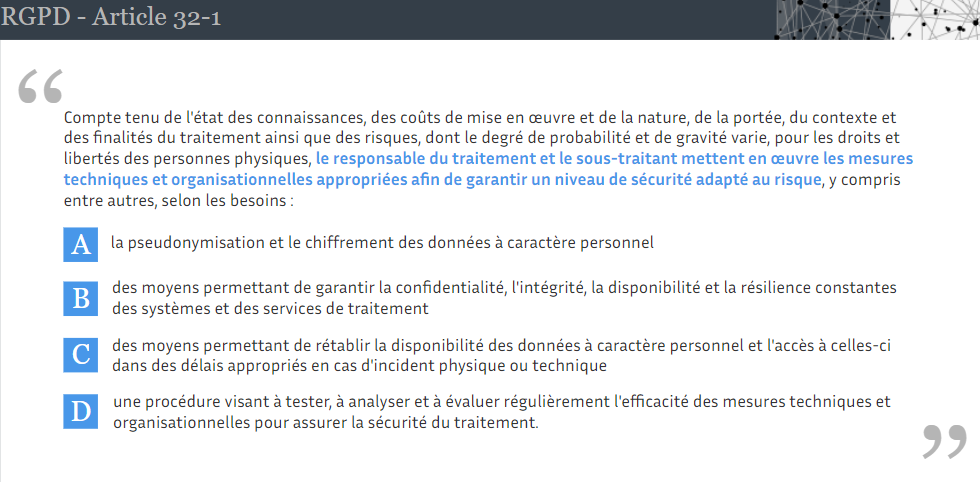 RGPD - Article 32-1
“
Compte tenu de l'état des connaissances, des coûts de mise en œuvre et de la nature, de la portée, du contexte et
des finalités du traitement ainsi que des risques, dont le degré de probabilité et de gravité varie, pour les droits et
libertés des personnes physiques, le responsable du traitement et le sous-traitant mettent en œuvre les mesures
techniques et organisationnelles appropriées afin de garantir un niveau de sécurité adapté au risque, y compris
entre autres, selon les besoins :
A la pseudonymisation et le chiffrement des données à caractère personnel
B des moyens permettant de garantir la confidentialité, l'intégrité, la disponibilité et la résilience constantes
des systèmes et des services de traitement
C des moyens permettant de rétablir la disponibilité des données à caractère personnel et l'accès à celles-ci
dans des délais appropriés en cas d'incident physique ou technique
D une procédure visant à tester, à analyser et à évaluer régulièrement l'efficacité des mesures techniques et
organisationnelles pour assurer la sécurité du traitement.
”